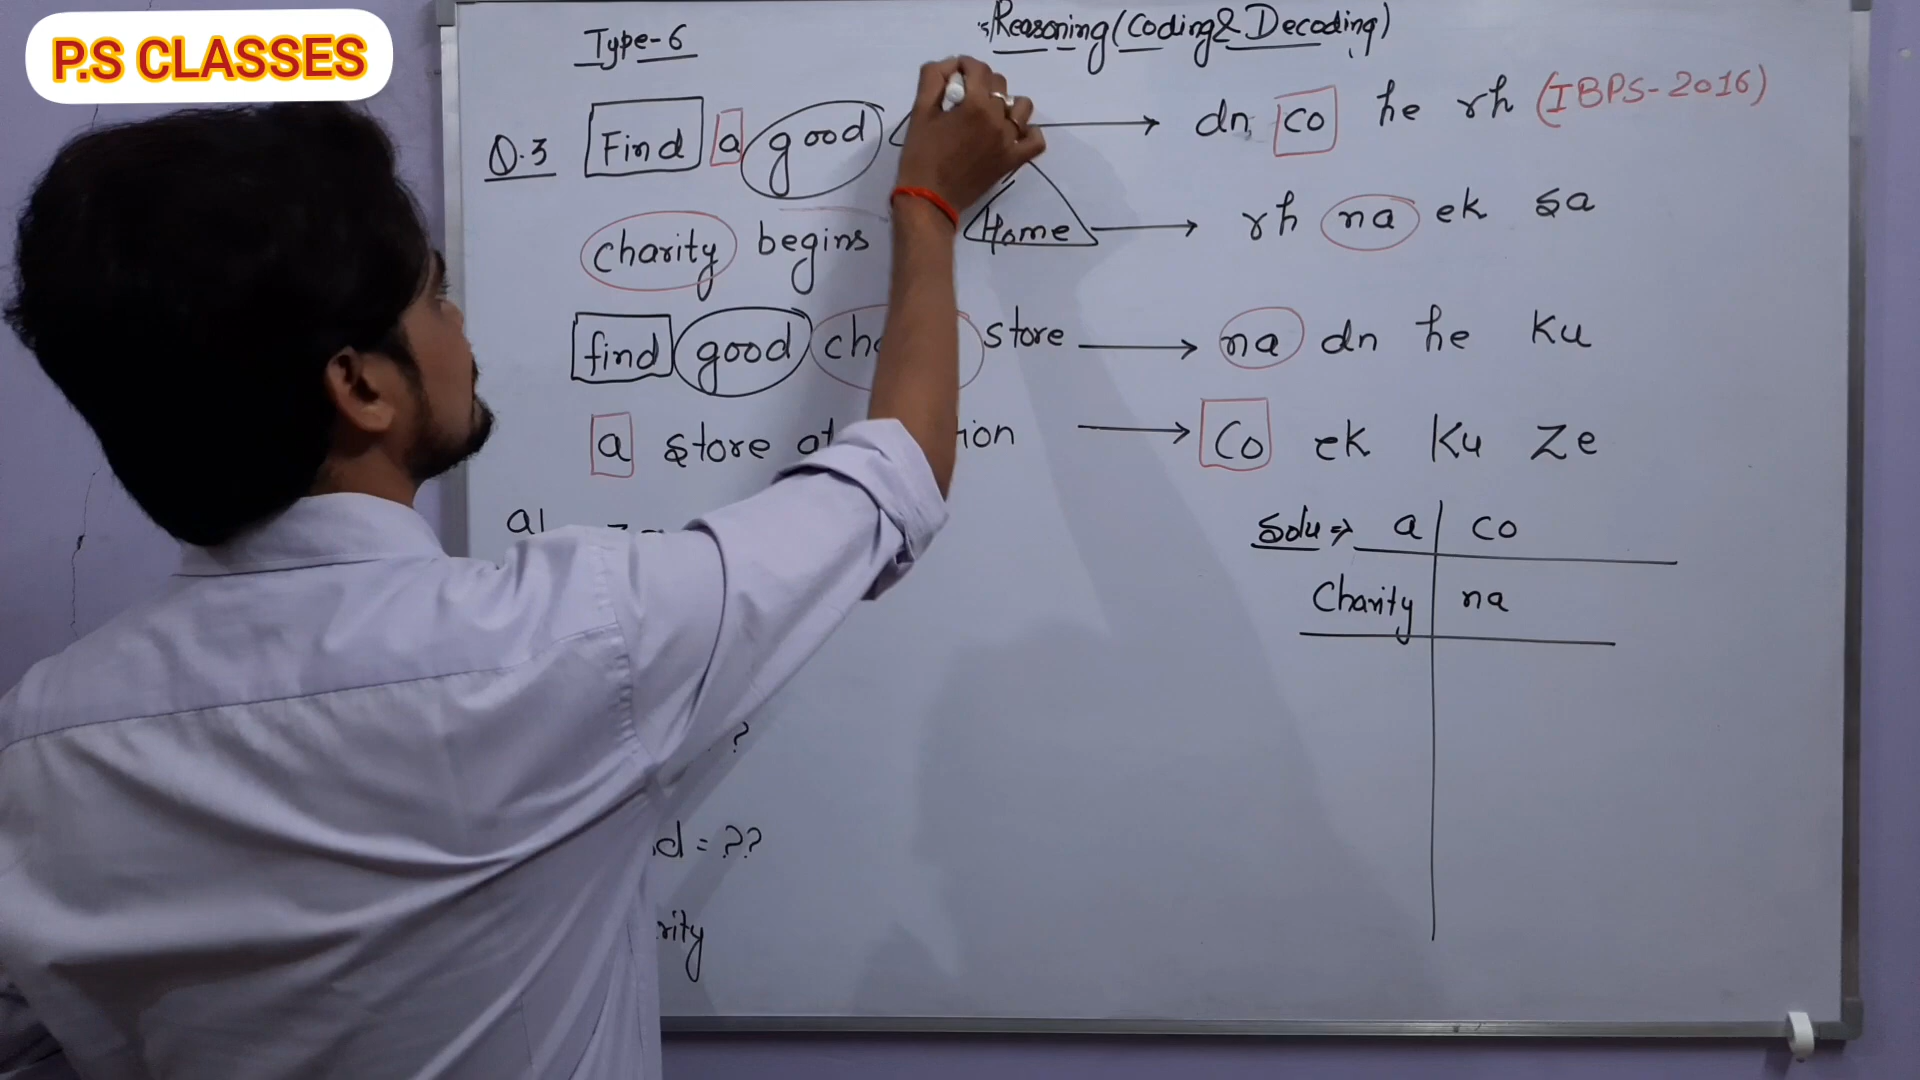 P.S CLASSES
Type-6
Reasoning (Coding & Decoding)
Q.3 Find a good → dn co he rh (IBPS-2016)
charity begins Home → rh na ek sa
find good store → na dn he Ku
a store at → Co ek Ku Ze
Solu ⇒ a | co
Charity | na
?
d = ??
rity